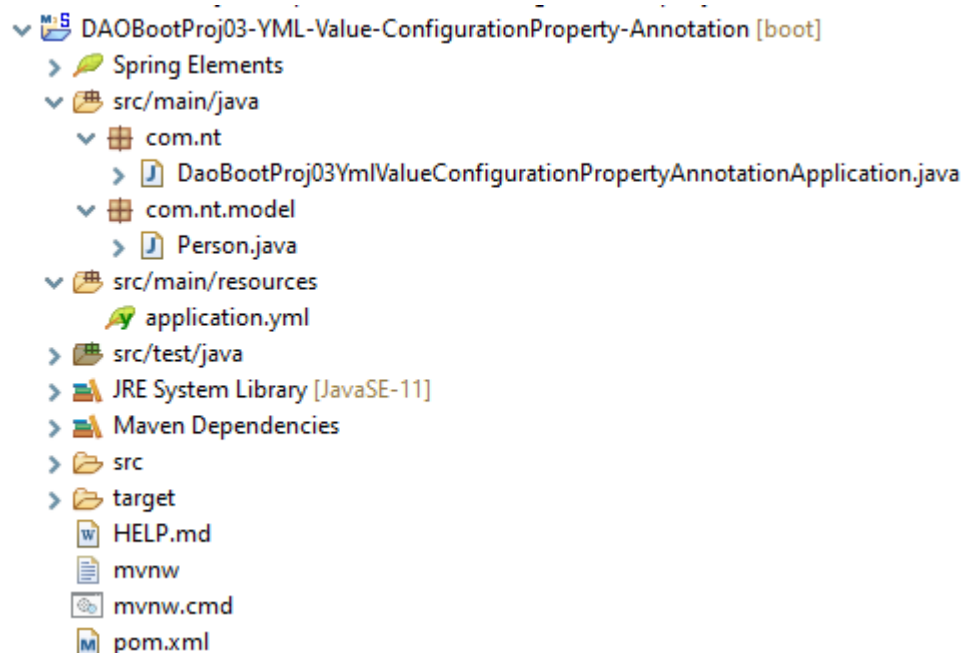 DAOBootProj03-YML-Value-ConfigurationProperty-Annotation [boot]
Spring Elements
src/main/java
com.nt
DaoBootProj03YmlValueConfigurationPropertyAnnotationApplication.java
com.nt.model
Person.java
src/main/resources
application.yml
src/test/java
JRE System Library [JavaSE-11]
Maven Dependencies
src
target
HELP.md
mvnw
mvnw.cmd
pom.xml